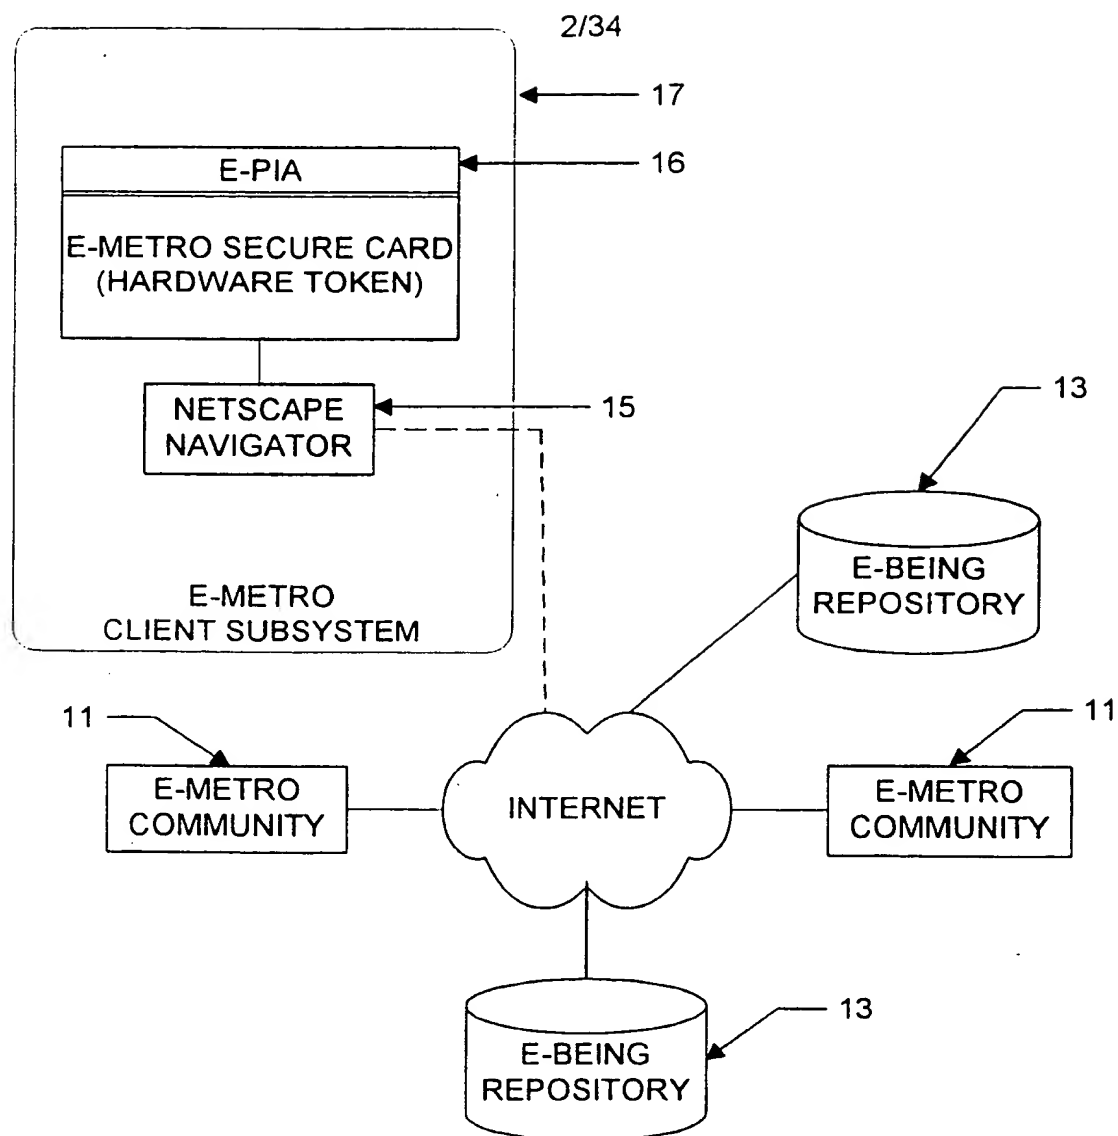 2/34
17
E-PIA
16
E-METRO SECURE CARD
(HARDWARE TOKEN)
NETSCAPE
NAVIGATOR
15
13
E-BEING
REPOSITORY
E-METRO
CLIENT SUBSYSTEM
11
11
E-METRO
COMMUNITY
INTERNET
E-METRO
COMMUNITY
13
E-BEING
REPOSITORY